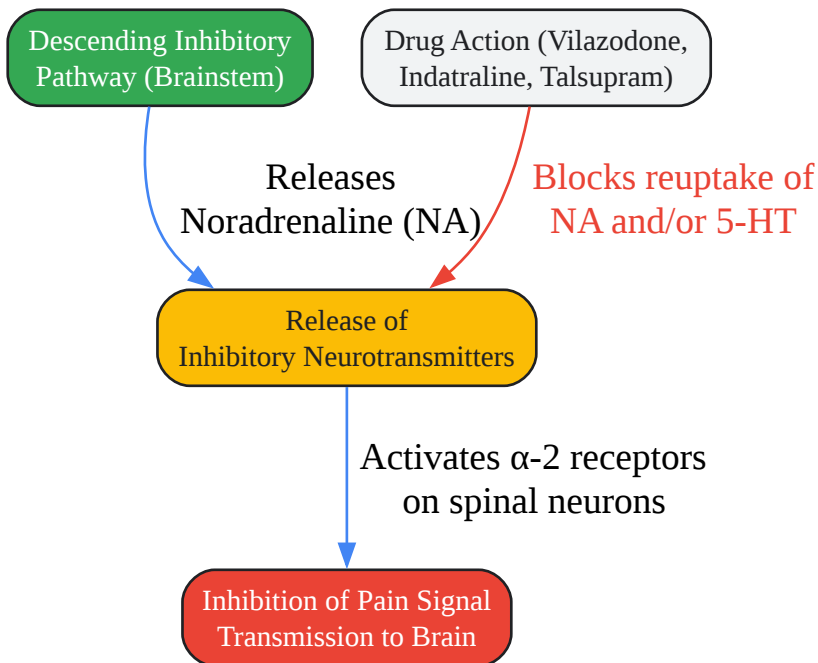 Descending Inhibitory
Pathway (Brainstem)
Drug Action (Vilazodone,
Indatraline, Talsupram)
Releases
Noradrenaline (NA)
Blocks reuptake of
NA and/or 5-HT
Release of
Inhibitory Neurotransmitters
Activates α-2 receptors
on spinal neurons
Inhibition of Pain Signal
Transmission to Brain